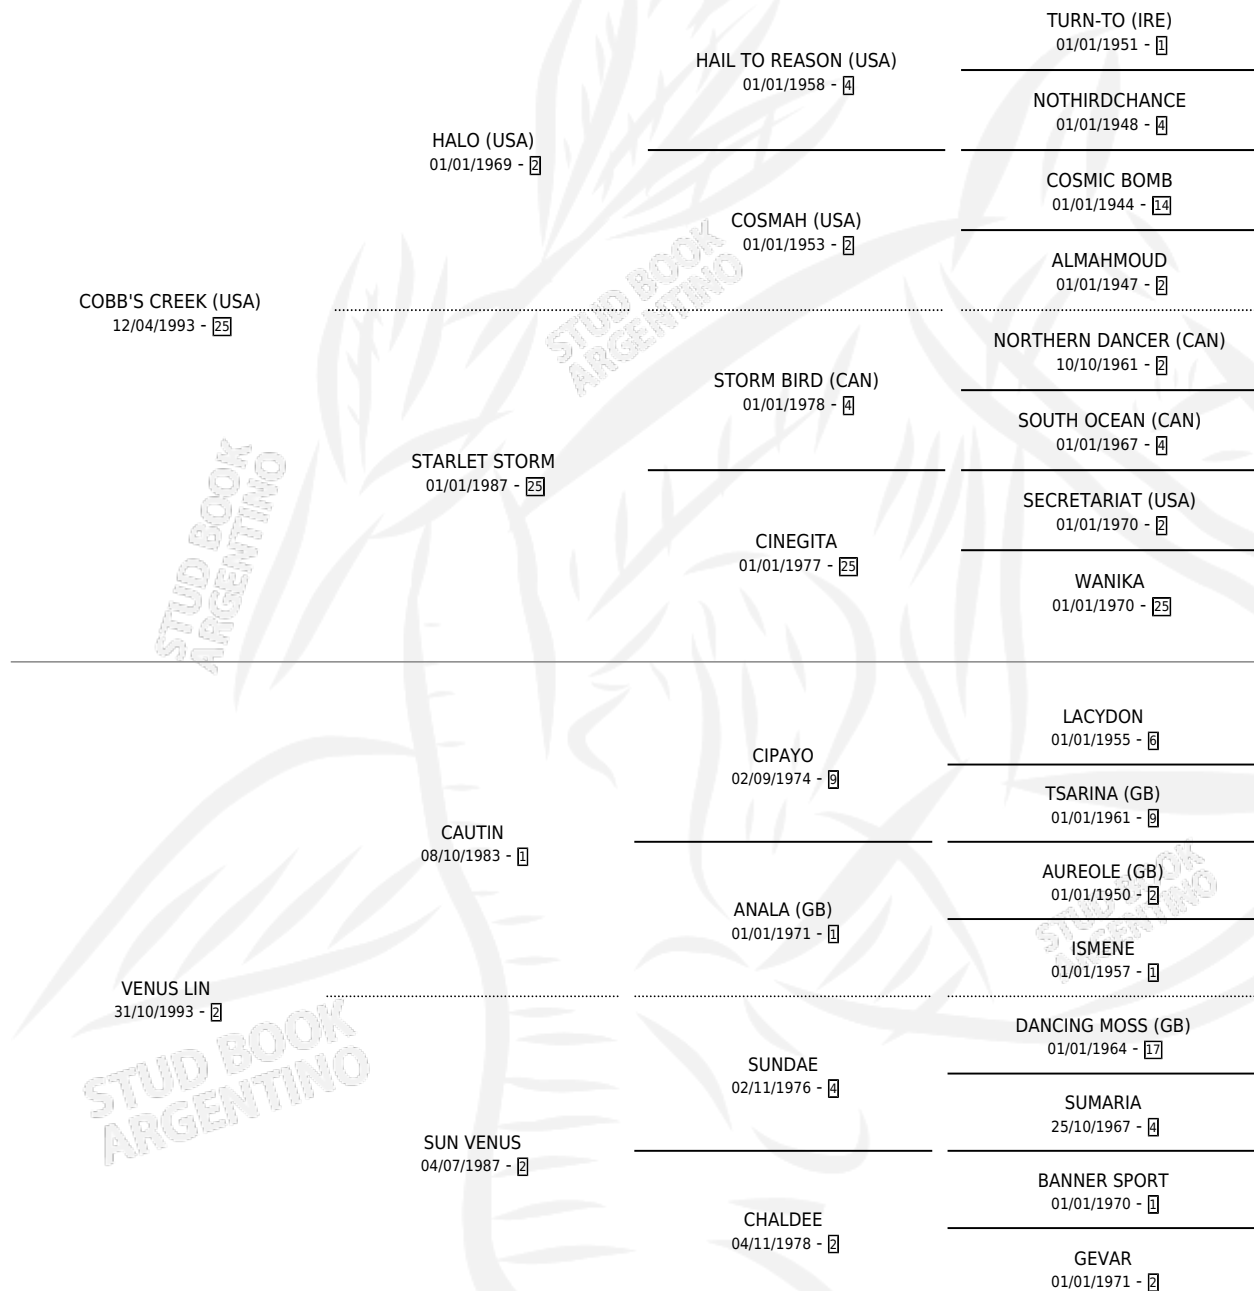 TURN-TO (IRE)
01/01/1951 - 1
HAIL TO REASON (USA)
01/01/1958 - 4
NOTHIRDCHANCE
01/01/1948 - 4
HALO (USA)
01/01/1969 - 2
COSMIC BOMB
01/01/1944 - 14
COSMAH (USA)
01/01/1953 - 2
ALMAHMOUD
01/01/1947 - 2
COBB'S CREEK (USA)
12/04/1993 - 25
NORTHERN DANCER (CAN)
10/10/1961 - 2
STORM BIRD (CAN)
01/01/1978 - 4
SOUTH OCEAN (CAN)
01/01/1967 - 4
STARLET STORM
01/01/1987 - 25
SECRETARIAT (USA)
01/01/1970 - 2
CINEGITA
01/01/1977 - 25
WANIKA
01/01/1970 - 25
LACYDON
01/01/1955 - 6
CIPAYO
02/09/1974 - 9
TSARINA (GB)
01/01/1961 - 9
CAUTIN
08/10/1983 - 1
AUREOLE (GB)
01/01/1950 - 2
ANALA (GB)
01/01/1971 - 1
ISMENE
01/01/1957 - 1
VENUS LIN
31/10/1993 - 2
DANCING MOSS (GB)
01/01/1964 - 17
SUNDAE
02/11/1976 - 4
SUMARIA
25/10/1967 - 4
SUN VENUS
04/07/1987 - 2
BANNER SPORT
01/01/1970 - 1
CHALDEE
04/11/1978 - 2
GEVAR
01/01/1971 - 2
STUD BOOK
ARGENTINO
STUD BOOK
ARGENTINO
STUD BOOK
ARGENTINO
STUD BOOK
ARGENTINO